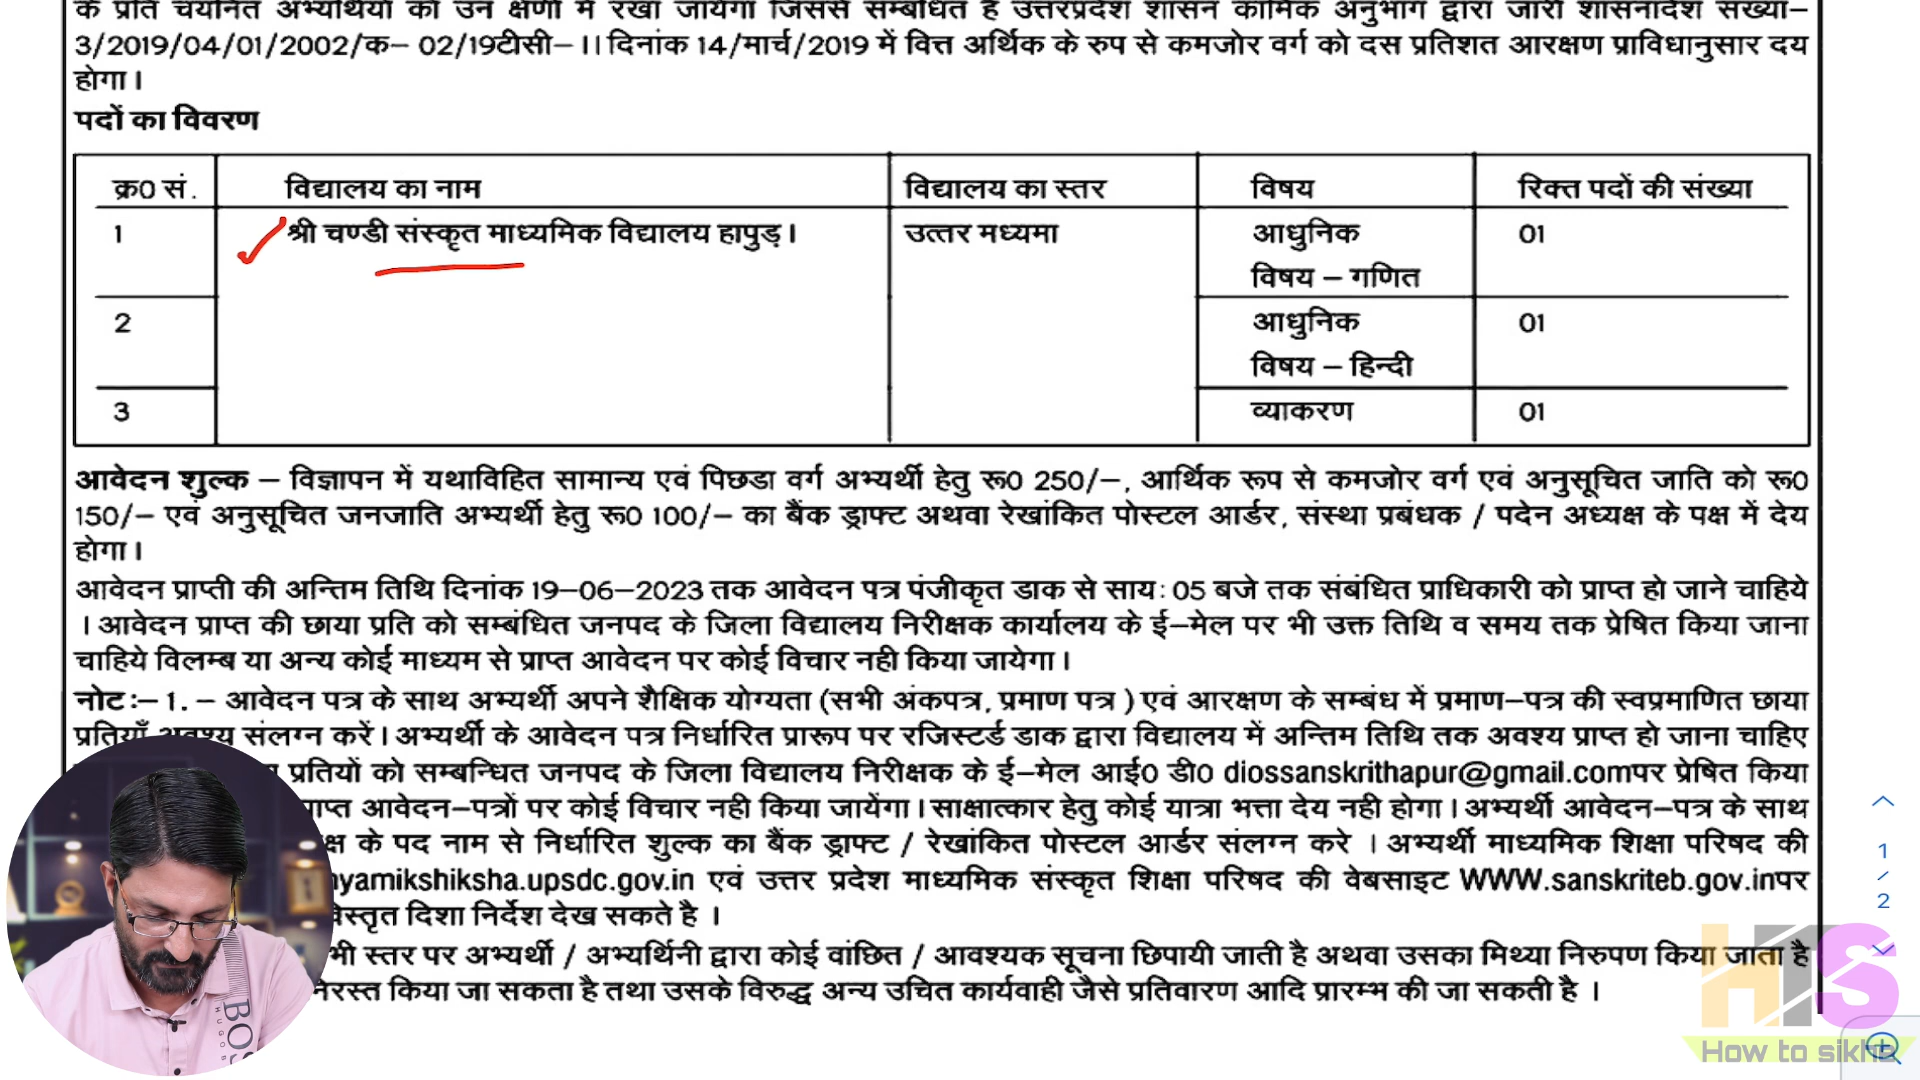 के प्रति चयनित अभ्यर्थियों को उन क्षेणी में रखा जायेगा जिससे सम्बंधित है उत्तरप्रदेश शासन कार्मिक अनुभाग द्वारा जारी शासनादेश संख्या–
3/2019/04/01/2002/क– 02/19टीसी– ।। दिनांक 14/मार्च/2019 में वित्त अर्थिक के रुप से कमजोर वर्ग को दस प्रतिशत आरक्षण प्राविधानुसार दय
होगा।
पदों का विवरण
क्र0 सं. विद्यालय का नाम विद्यालय का स्तर विषय रिक्त पदों की संख्या
1 श्री चण्डी संस्कृत माध्यमिक विद्यालय हापुड़। उत्तर मध्यमा आधुनिक 01
विषय – गणित
2 आधुनिक 01
विषय – हिन्दी
3 व्याकरण 01
आवेदन शुल्क – विज्ञापन में यथाविहित सामान्य एवं पिछडा वर्ग अभ्यर्थी हेतु रू0 250/–, आर्थिक रूप से कमजोर वर्ग एवं अनुसूचित जाति को रू0
150/– एवं अनुसूचित जनजाति अभ्यर्थी हेतु रू0 100/– का बैंक ड्राफ्ट अथवा रेखांकित पोस्टल आर्डर, संस्था प्रबंधक / पदेन अध्यक्ष के पक्ष में देय
होगा।
आवेदन प्राप्ती की अन्तिम तिथि दिनांक 19–06–2023 तक आवेदन पत्र पंजीकृत डाक से साय: 05 बजे तक संबंधित प्राधिकारी को प्राप्त हो जाने चाहिये
। आवेदन प्राप्त की छाया प्रति को सम्बंधित जनपद के जिला विद्यालय निरीक्षक कार्यालय के ई–मेल पर भी उक्त तिथि व समय तक प्रेषित किया जाना
चाहिये विलम्ब या अन्य कोई माध्यम से प्राप्त आवेदन पर कोई विचार नही किया जायेगा।
नोट:– 1. – आवेदन पत्र के साथ अभ्यर्थी अपने शैक्षिक योग्यता (सभी अंकपत्र, प्रमाण पत्र ) एवं आरक्षण के सम्बंध में प्रमाण–पत्र की स्वप्रमाणित छाया
प्रतियाँ अवश्य संलग्न करें। अभ्यर्थी के आवेदन पत्र निर्धारित प्रारूप पर रजिस्टर्ड डाक द्वारा विद्यालय में अन्तिम तिथि तक अवश्य प्राप्त हो जाना चाहिए
प्रतियों को सम्बन्धित जनपद के जिला विद्यालय निरीक्षक के ई–मेल आई0 डी0 diossanskrithapur@gmail.comपर प्रेषित किया
प्राप्त आवेदन–पत्रों पर कोई विचार नही किया जायेंगा। साक्षात्कार हेतु कोई यात्रा भत्ता देय नही होगा। अभ्यर्थी आवेदन–पत्र के साथ
क्ष के पद नाम से निर्धारित शुल्क का बैंक ड्राफ्ट / रेखांकित पोस्टल आर्डर संलग्न करे । अभ्यर्थी माध्यमिक शिक्षा परिषद की
yamikshiksha.upsdc.gov.in एवं उत्तर प्रदेश माध्यमिक संस्कृत शिक्षा परिषद की वेबसाइट WWW.sanskriteb.gov.inपर
विस्तृत दिशा निर्देश देख सकते है ।
भी स्तर पर अभ्यर्थी / अभ्यर्थिनी द्वारा कोई वांछित / आवश्यक सूचना छिपायी जाती है अथवा उसका मिथ्या निरुपण किया जाता है
निरस्त किया जा सकता है तथा उसके विरुद्ध अन्य उचित कार्यवाही जैसे प्रतिवारण आदि प्रारम्भ की जा सकती है ।
1
/
2
HTS
How to sikhe
BOSS
HUGO